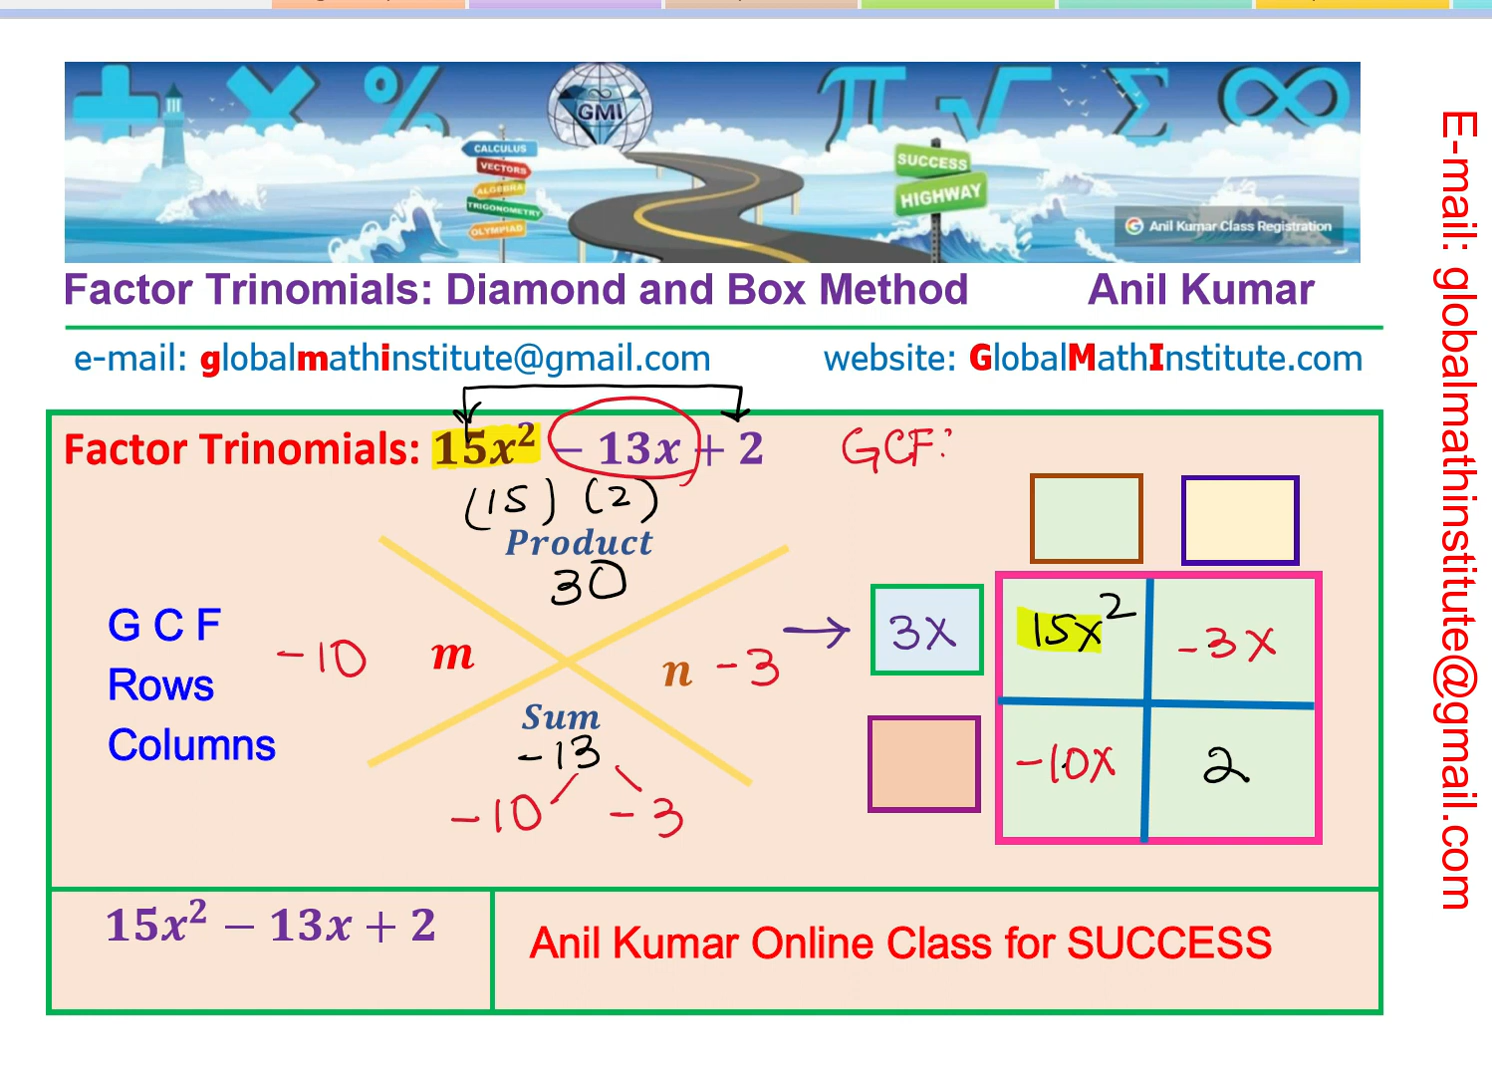 GMI
CALCULUS
VECTORS
ALGEBRA
TRIGONOMETRY
OLYMPIAD
SUCCESS
HIGHWAY
Anil Kumar Class Registration
Factor Trinomials: Diamond and Box Method Anil Kumar
e-mail: globalmathinstitute@gmail.com website: GlobalMathInstitute.com
Factor Trinomials: 15x² − 13x + 2 GCF:
(15) (2)
Product
30
G C F
Rows
Columns
-10 m n -3
Sum
-13
-10 -3
→ 3x 15x² -3x
-10x 2
15x² − 13x + 2
Anil Kumar Online Class for SUCCESS
E-mail: globalmathinstitute@gmail.com